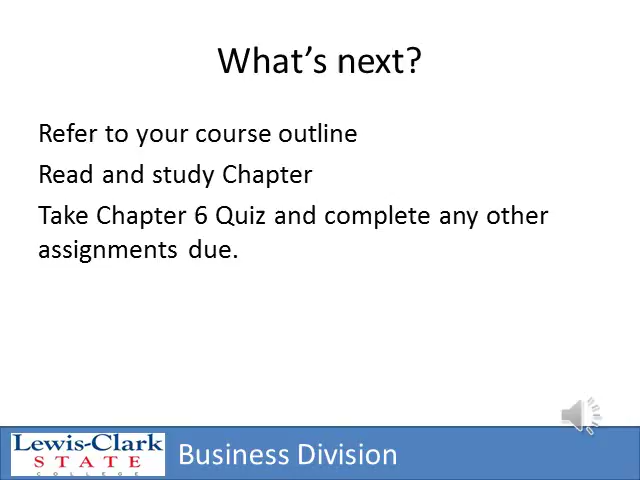 What's next?
Refer to your course outline
Read and study Chapter
Take Chapter 6 Quiz and complete any other
assignments due.
Lewis-Clark
STATE
COLLEGE
Business Division